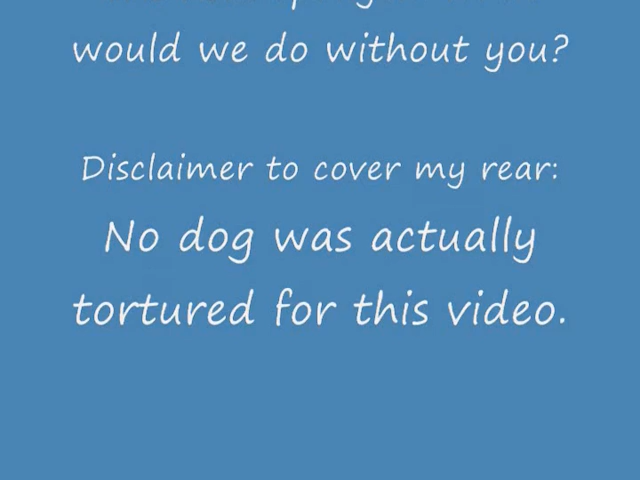 would we do without you?
Disclaimer to cover my rear:
No dog was actually
tortured for this video.